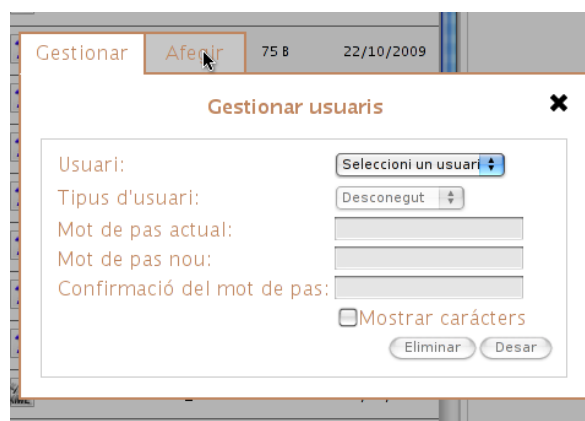 Gestionar Afegir 75 B 22/10/2009
Gestionar usuaris
Usuari: Seleccioni un usuari
Tipus d'usuari: Desconegut
Mot de pas actual:
Mot de pas nou:
Confirmació del mot de pas:
Mostrar carácters
Eliminar Desar